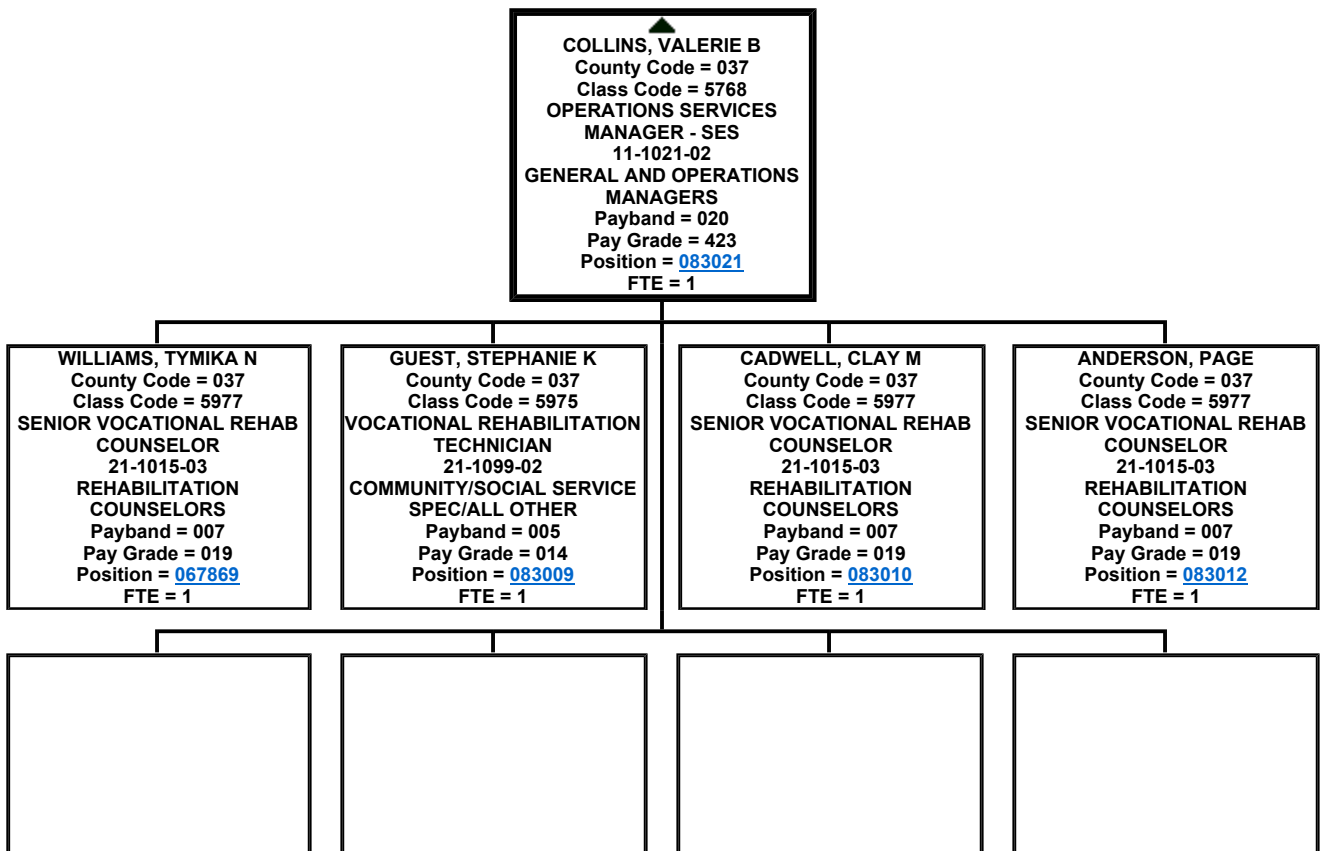 COLLINS, VALERIE B
County Code = 037
Class Code = 5768
OPERATIONS SERVICES
MANAGER - SES
11-1021-02
GENERAL AND OPERATIONS
MANAGERS
Payband = 020
Pay Grade = 423
Position = 083021
FTE = 1
WILLIAMS, TYMIKA N
County Code = 037
Class Code = 5977
SENIOR VOCATIONAL REHAB
COUNSELOR
21-1015-03
REHABILITATION
COUNSELORS
Payband = 007
Pay Grade = 019
Position = 067869
FTE = 1
GUEST, STEPHANIE K
County Code = 037
Class Code = 5975
VOCATIONAL REHABILITATION
TECHNICIAN
21-1099-02
COMMUNITY/SOCIAL SERVICE
SPEC/ALL OTHER
Payband = 005
Pay Grade = 014
Position = 083009
FTE = 1
CADWELL, CLAY M
County Code = 037
Class Code = 5977
SENIOR VOCATIONAL REHAB
COUNSELOR
21-1015-03
REHABILITATION
COUNSELORS
Payband = 007
Pay Grade = 019
Position = 083010
FTE = 1
ANDERSON, PAGE
County Code = 037
Class Code = 5977
SENIOR VOCATIONAL REHAB
COUNSELOR
21-1015-03
REHABILITATION
COUNSELORS
Payband = 007
Pay Grade = 019
Position = 083012
FTE = 1